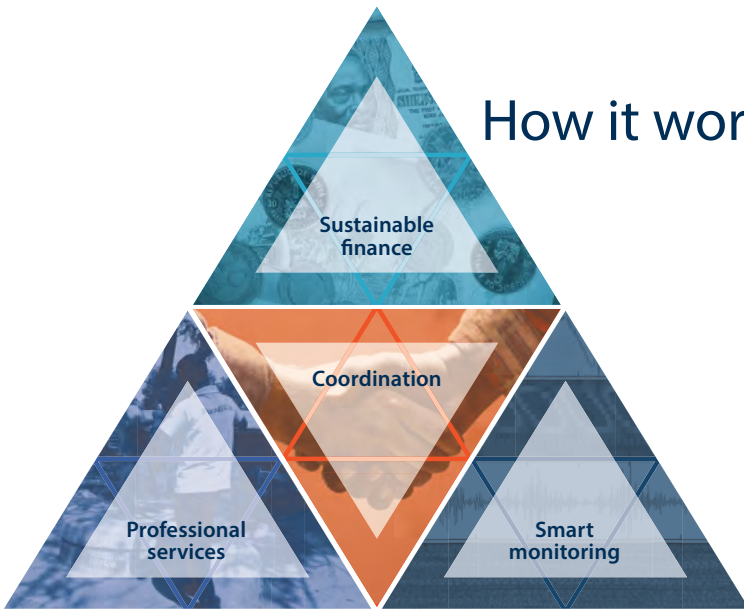 How it wor
Sustainable
finance
Coordination
Professional
services
Smart
monitoring